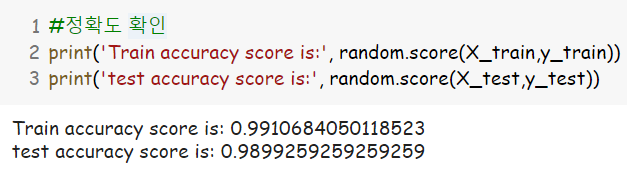 1 #정확도 확인
2 print('Train accuracy score is:', random.score(X_train,y_train))
3 print('test accuracy score is:', random.score(X_test,y_test))
Train accuracy score is: 0.9910684050118523
test accuracy score is: 0.9899259259259259